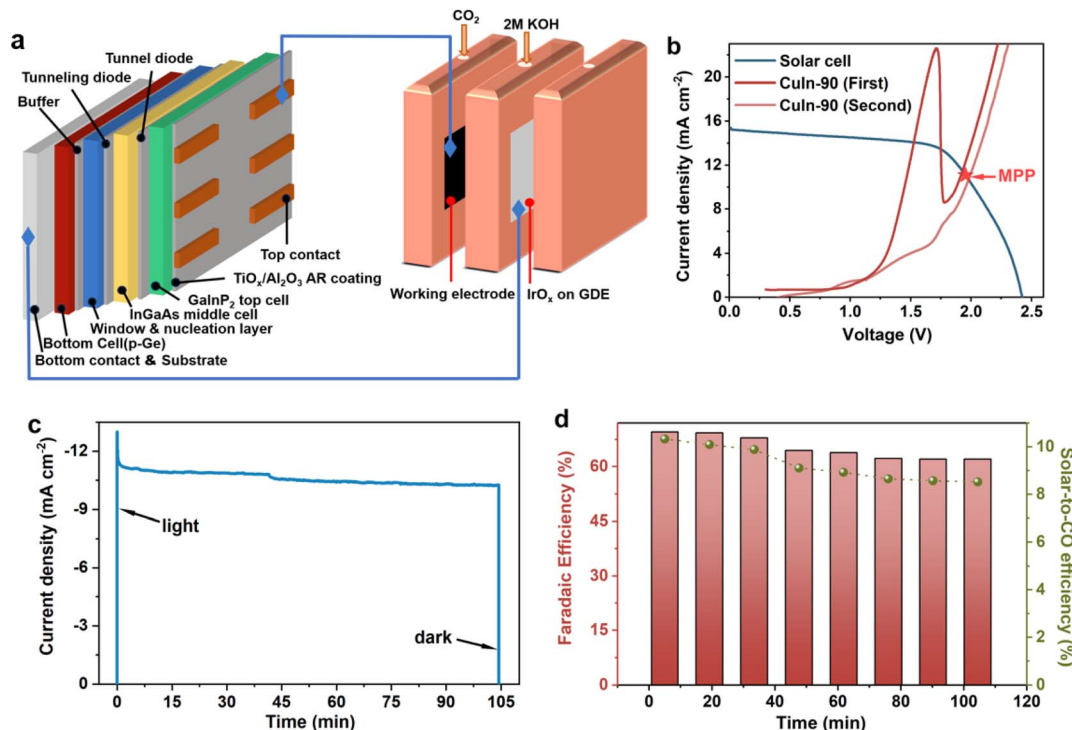 a
CO2
2M KOH
Tunnel diode
Tunneling diode
Buffer
Top contact
TiOx/Al2O3 AR coating
GaInP2 top cell
InGaAs middle cell
Window & nucleation layer
Bottom Cell(p-Ge)
Bottom contact & Substrate
Working electrode
IrOx on GDE
b
Solar cell
CuIn-90 (First)
CuIn-90 (Second)
MPP
Current density (mA cm-2)
20
16
12
8
4
0
0.0
0.5
1.0
1.5
2.0
2.5
Voltage (V)
c
Current density (mA cm-2)
-12
-9
-6
-3
0
light
dark
0
15
30
45
60
75
90
105
Time (min)
d
Faradaic Efficiency (%)
60
45
30
15
0
Solar-to-CO efficiency (%)
10
8
6
4
2
0
0
20
40
60
80
100
120
Time (min)